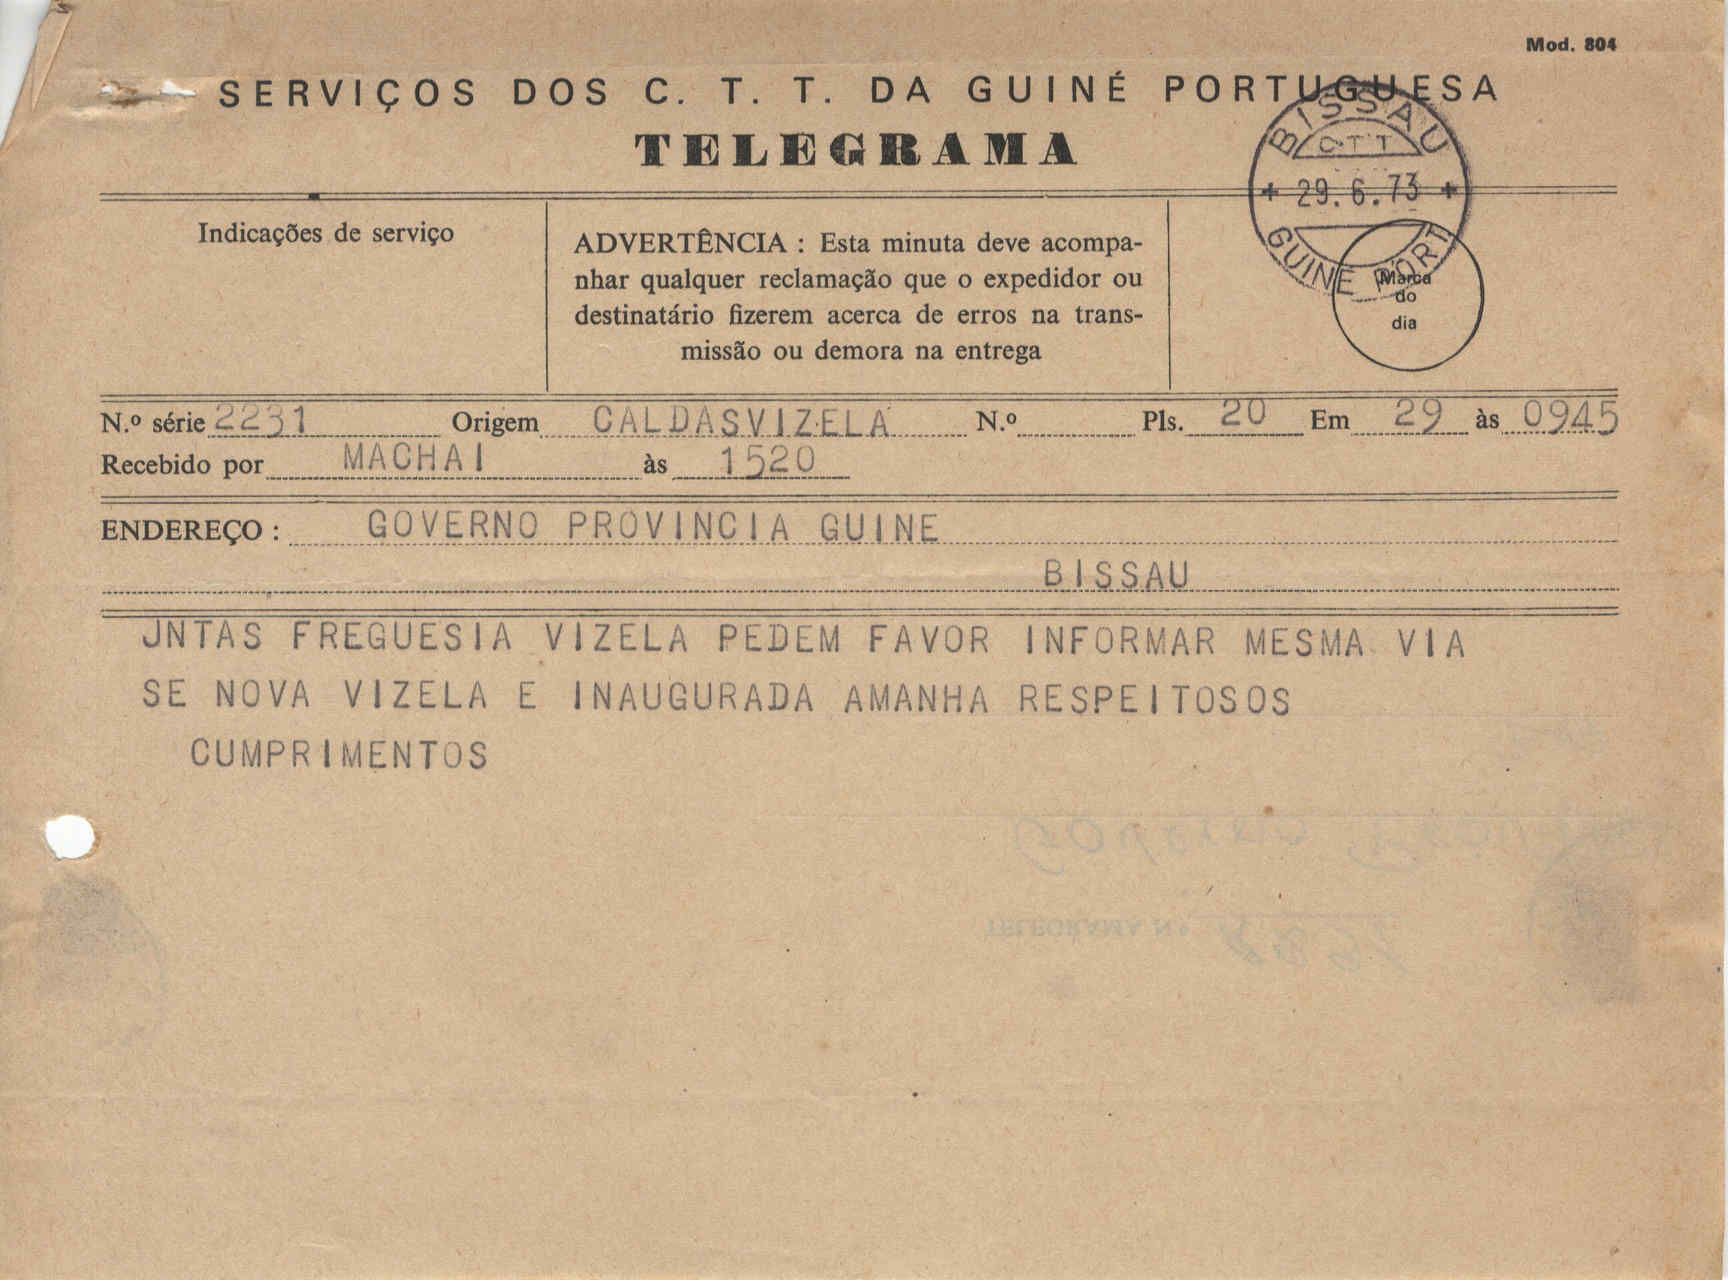 Mod. 804
SERVIÇOS DOS C. T. T. DA GUINÉ PORTUGUESA
TELEGRAMA
BISSAU
C·T·T
29.6.73
GUINE PORT
Marca
do
dia
Indicações de serviço
ADVERTÊNCIA : Esta minuta deve acompa-
nhar qualquer reclamação que o expedidor ou
destinatário fizerem acerca de erros na trans-
missão ou demora na entrega
N.º série 2231 Origem CALDASVIZELA N.º Pls. 20 Em 29 às 0945
Recebido por MACHAI às 1520
ENDEREÇO : GOVERNO PROVINCIA GUINE
BISSAU
JNTAS FREGUESIA VIZELA PEDEM FAVOR INFORMAR MESMA VIA
SE NOVA VIZELA E INAUGURADA AMANHA RESPEITOSOS
CUMPRIMENTOS
TELEGRAMA N.º